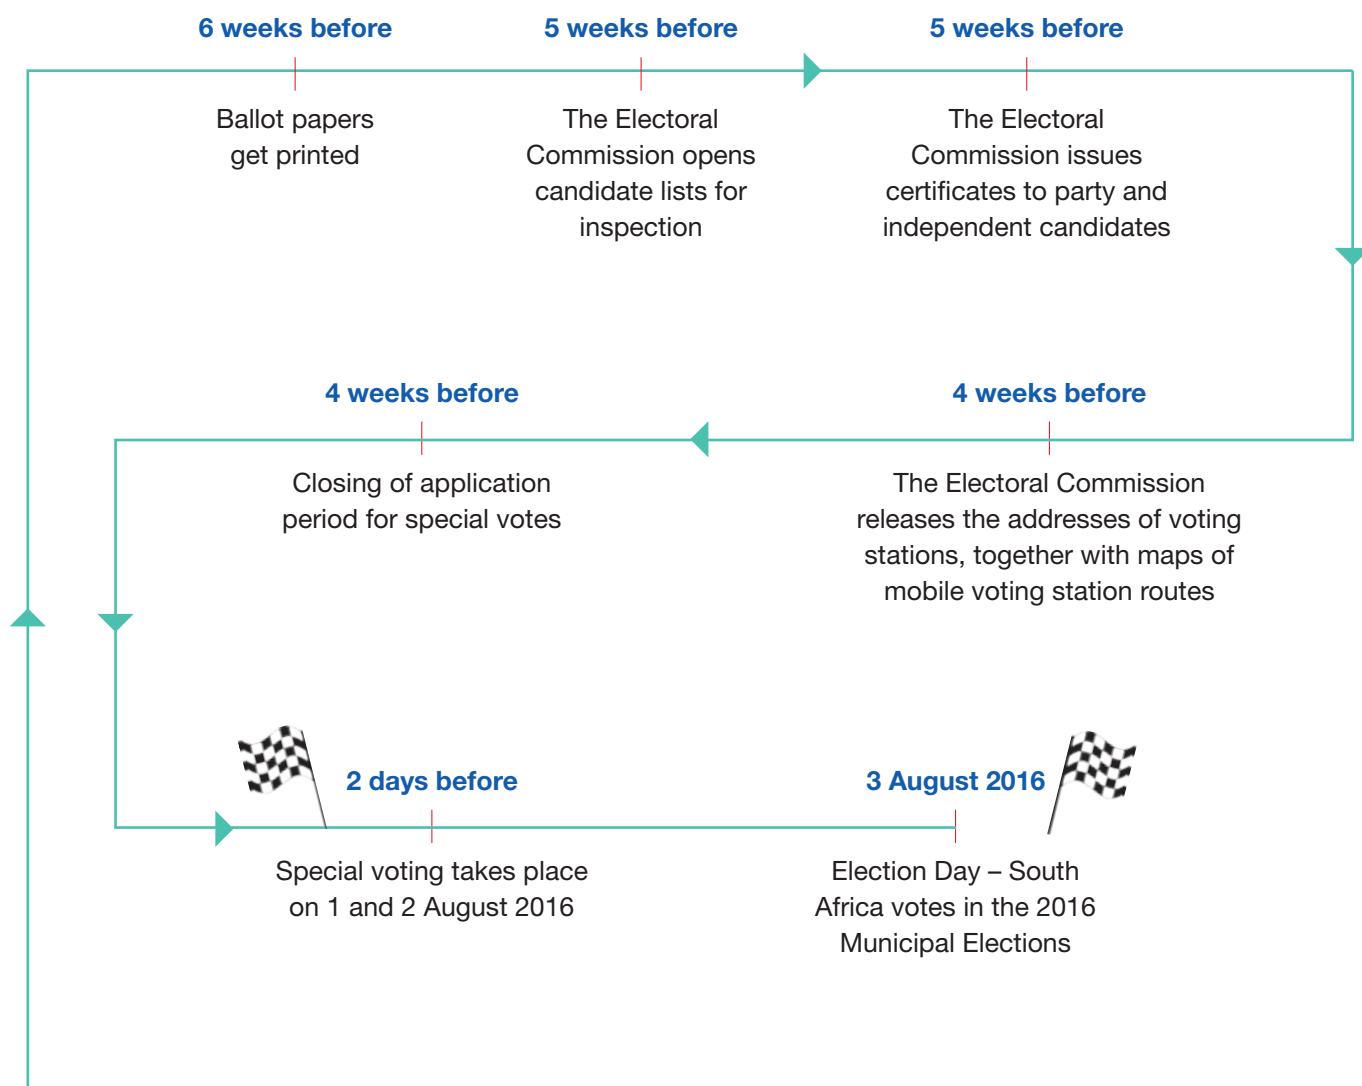 6 weeks before
Ballot papers
get printed
5 weeks before
The Electoral
Commission opens
candidate lists for
inspection
5 weeks before
The Electoral
Commission issues
certificates to party and
independent candidates
4 weeks before
The Electoral Commission
releases the addresses of voting
stations, together with maps of
mobile voting station routes
4 weeks before
Closing of application
period for special votes
2 days before
Special voting takes place
on 1 and 2 August 2016
3 August 2016
Election Day – South
Africa votes in the 2016
Municipal Elections